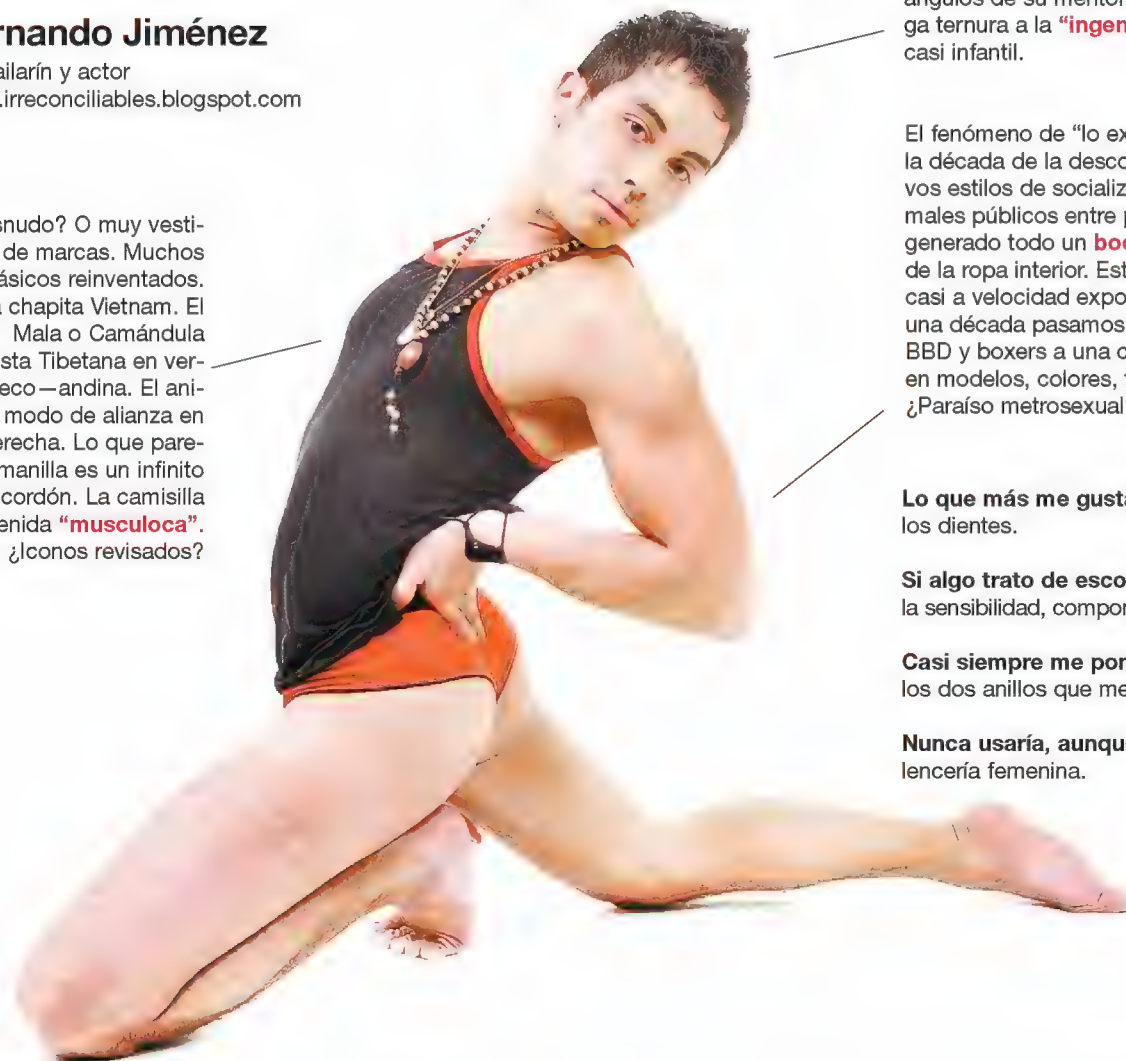 rnando Jiménez
ailarín y actor
.irreconciliables.blogspot.com
snudo? O muy vesti-
de marcas. Muchos
ásicos reinventados.
a chapita Vietnam. El
Mala o Camándula
sta Tibetana en ver-
eco—andina. El ani-
modo de alianza en
erecha. Lo que pare-
manilla es un infinito
cordón. La camisilla
enida “musculoca”.
¿Iconos revisados?
ángulos de su mentón
ga ternura a la “ingen
casi infantil.
El fenómeno de “lo ex
la década de la desco
vos estilos de socializ
males públicos entre p
generado todo un boo
de la ropa interior. Est
casi a velocidad expo
una década pasamos
BBD y boxers a una c
en modelos, colores, t
¿Paraíso metrosexual
Lo que más me gusta
los dientes.
Si algo trato de esco
la sensibilidad, compor
Casi siempre me pon
los dos anillos que me
Nunca usaría, aunque
lencería femenina.